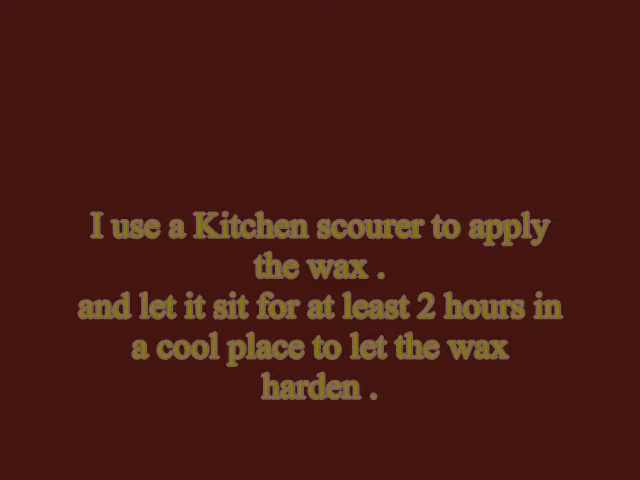 I use a Kitchen scourer to apply
the wax .
and let it sit for at least 2 hours in
a cool place to let the wax
harden .